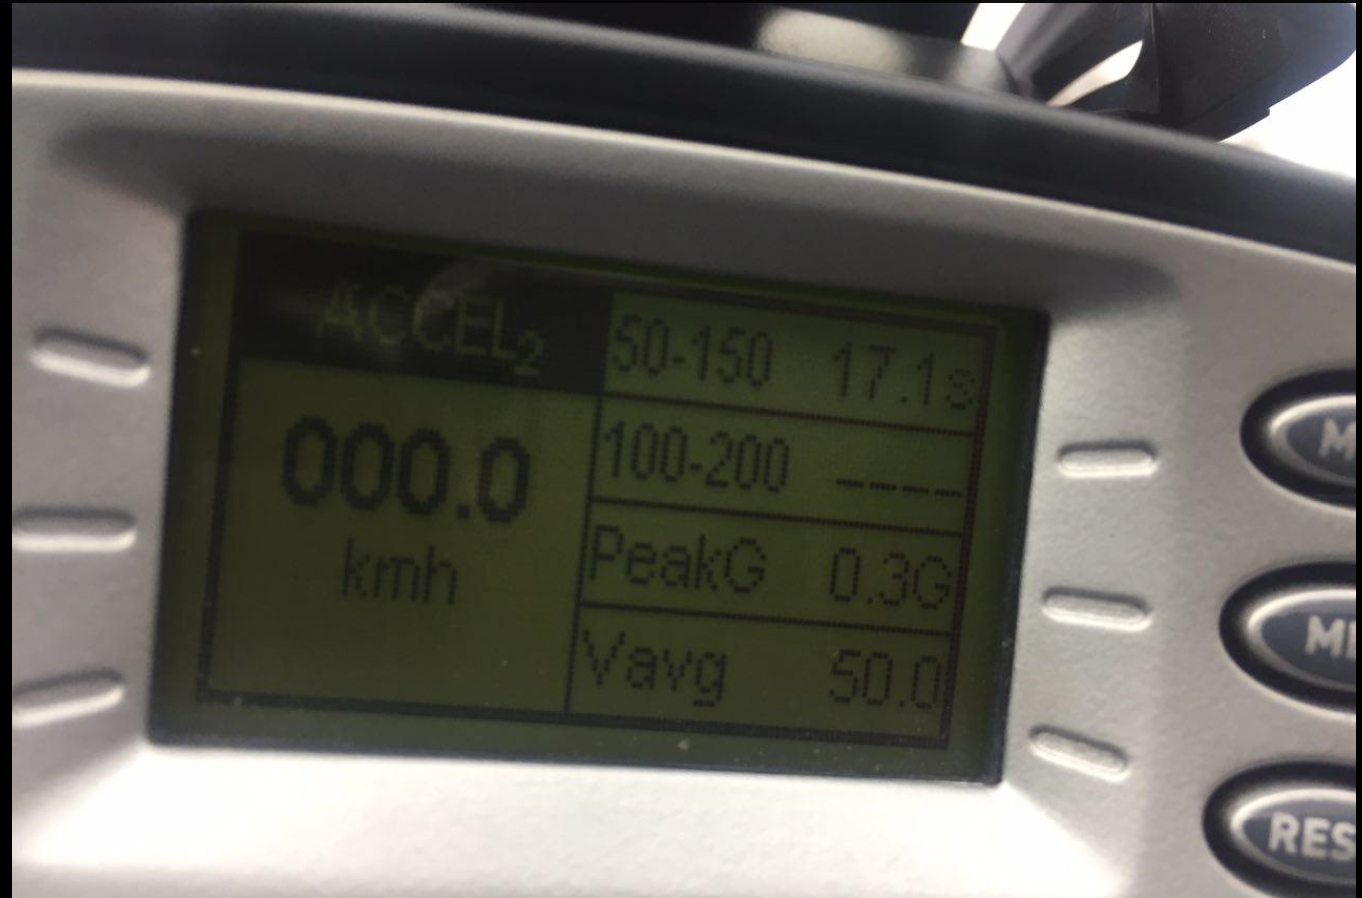 ACCEL2
50-150 17.1s
000.0
kmh
100-200 ----
PeakG 0.3G
Vavg 50.0